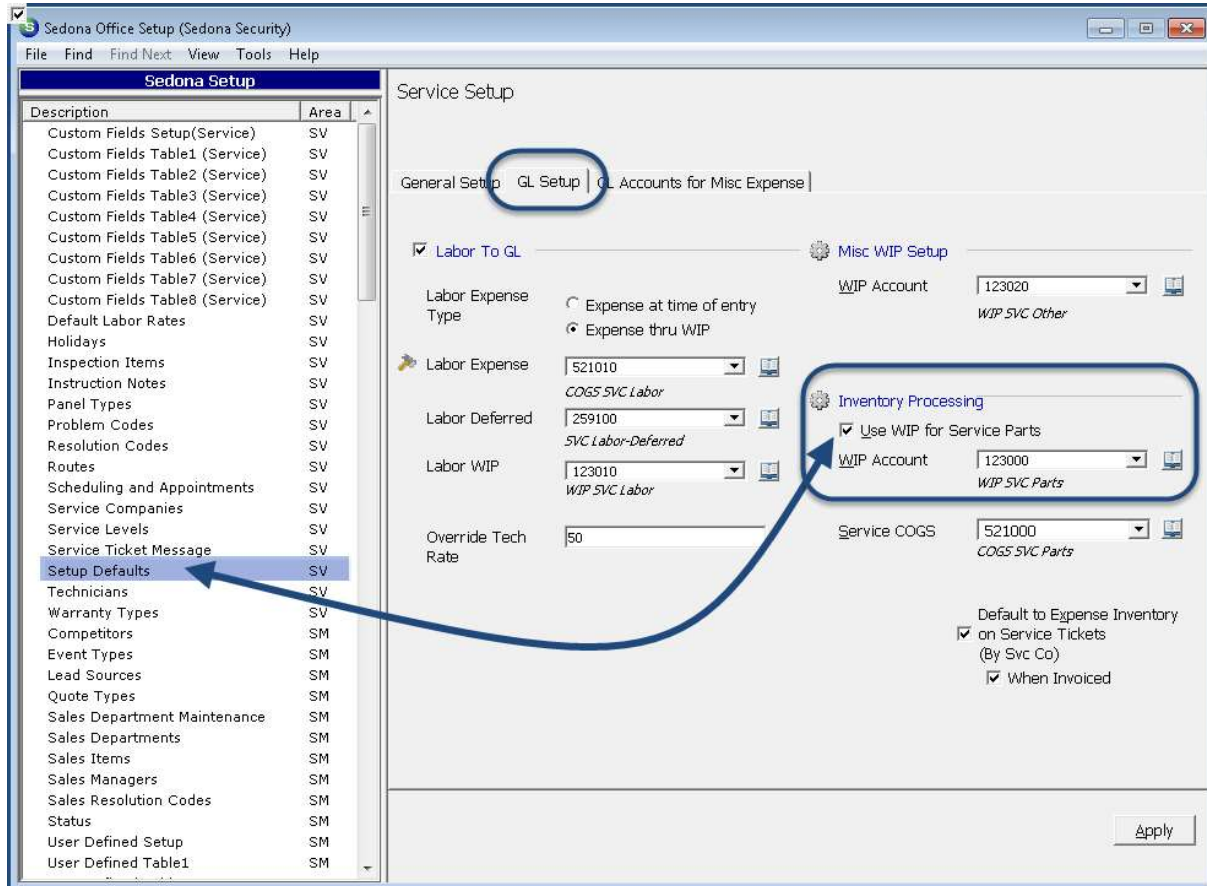 Sedona Office Setup (Sedona Security)
File Find Find Next View Tools Help
Sedona Setup
Description Area
Custom Fields Setup(Service) SV
Custom Fields Table1 (Service) SV
Custom Fields Table2 (Service) SV
Custom Fields Table3 (Service) SV
Custom Fields Table4 (Service) SV
Custom Fields Table5 (Service) SV
Custom Fields Table6 (Service) SV
Custom Fields Table7 (Service) SV
Custom Fields Table8 (Service) SV
Default Labor Rates SV
Holidays SV
Inspection Items SV
Instruction Notes SV
Panel Types SV
Problem Codes SV
Resolution Codes SV
Routes SV
Scheduling and Appointments SV
Service Companies SV
Service Levels SV
Service Ticket Message SV
Setup Defaults SV
Technicians SV
Warranty Types SV
Competitors SM
Event Types SM
Lead Sources SM
Quote Types SM
Sales Department Maintenance SM
Sales Departments SM
Sales Items SM
Sales Managers SM
Sales Resolution Codes SM
Status SM
User Defined Setup SM
User Defined Table1 SM
Service Setup
General Setup GL Setup GL Accounts for Misc Expense
Labor To GL
Labor Expense
Type
Expense at time of entry
Expense thru WIP
Labor Expense 521010
COGS SVC Labor
Labor Deferred 259100
SVC Labor-Deferred
Labor WIP 123010
WIP SVC Labor
Override Tech
Rate
50
Misc WIP Setup
WIP Account 123020
WIP SVC Other
Inventory Processing
Use WIP for Service Parts
WIP Account 123000
WIP SVC Parts
Service COGS 521000
COGS SVC Parts
Default to Expense Inventory
on Service Tickets
(By Svc Co)
When Invoiced
Apply